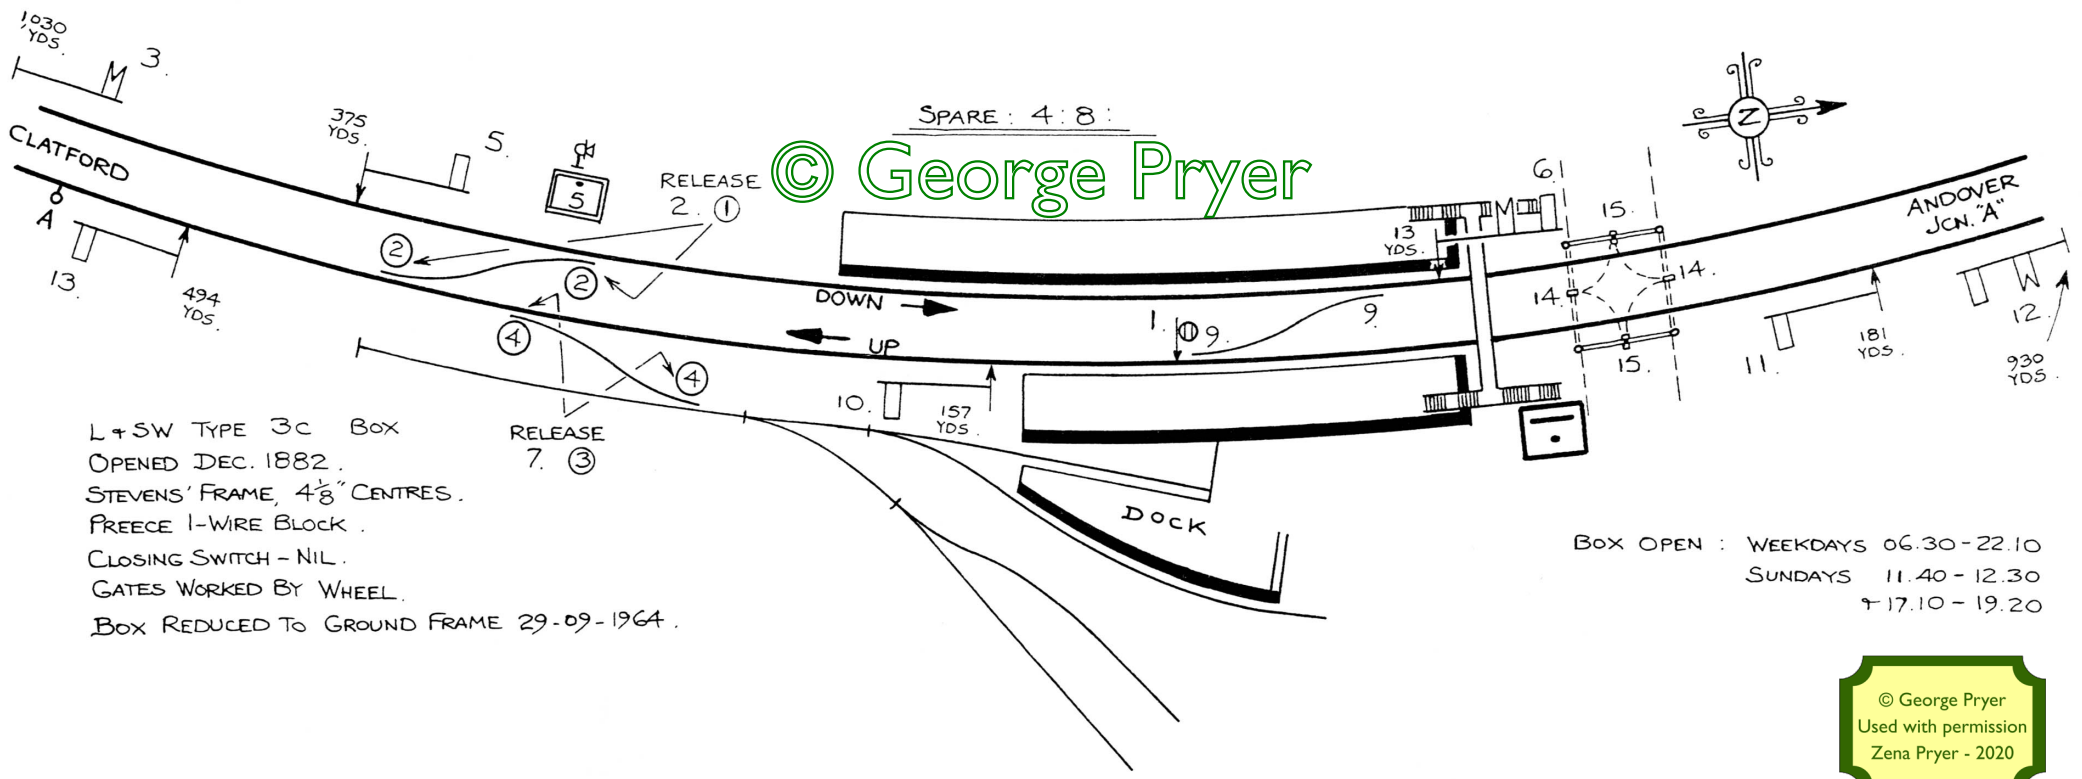 1,030
YDS.
3.
CLATFORD
A
13.
494
YDS.
375
YDS.
5.
5
RELEASE
2. 1
2
2
SPARE : 4 : 8 :
© George Pryer
DOWN
UP
4
4
RELEASE
7. 3
10.
157
YDS.
1.
9.
9.
13
YDS.
M
6.
15.
14.
14.
15.
Z
ANDOVER
JCN. "A"
11.
181
YDS.
12.
930
YDS.
DOCK
L & SW TYPE 3C BOX
OPENED DEC. 1882.
STEVENS' FRAME, 4⅛" CENTRES.
PREECE 1-WIRE BLOCK.
CLOSING SWITCH - NIL.
GATES WORKED BY WHEEL.
BOX REDUCED TO GROUND FRAME 29-09-1964.
BOX OPEN : WEEKDAYS 06.30-22.10
SUNDAYS 11.40-12.30
& 17.10-19.20
© George Pryer
Used with permission
Zena Pryer - 2020